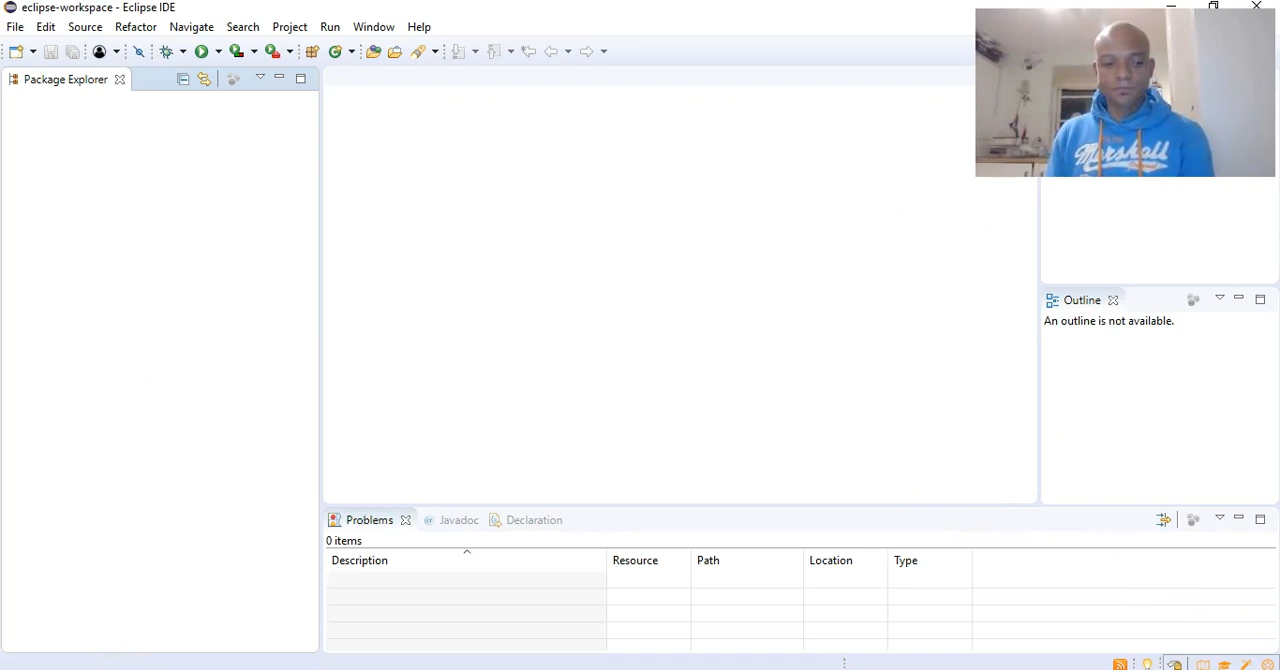 eclipse-workspace - Eclipse IDE
File Edit Source Refactor Navigate Search Project Run Window Help
Package Explorer
Marshall
Outline
An outline is not available.
Problems Javadoc Declaration
0 items
Description Resource Path Location Type